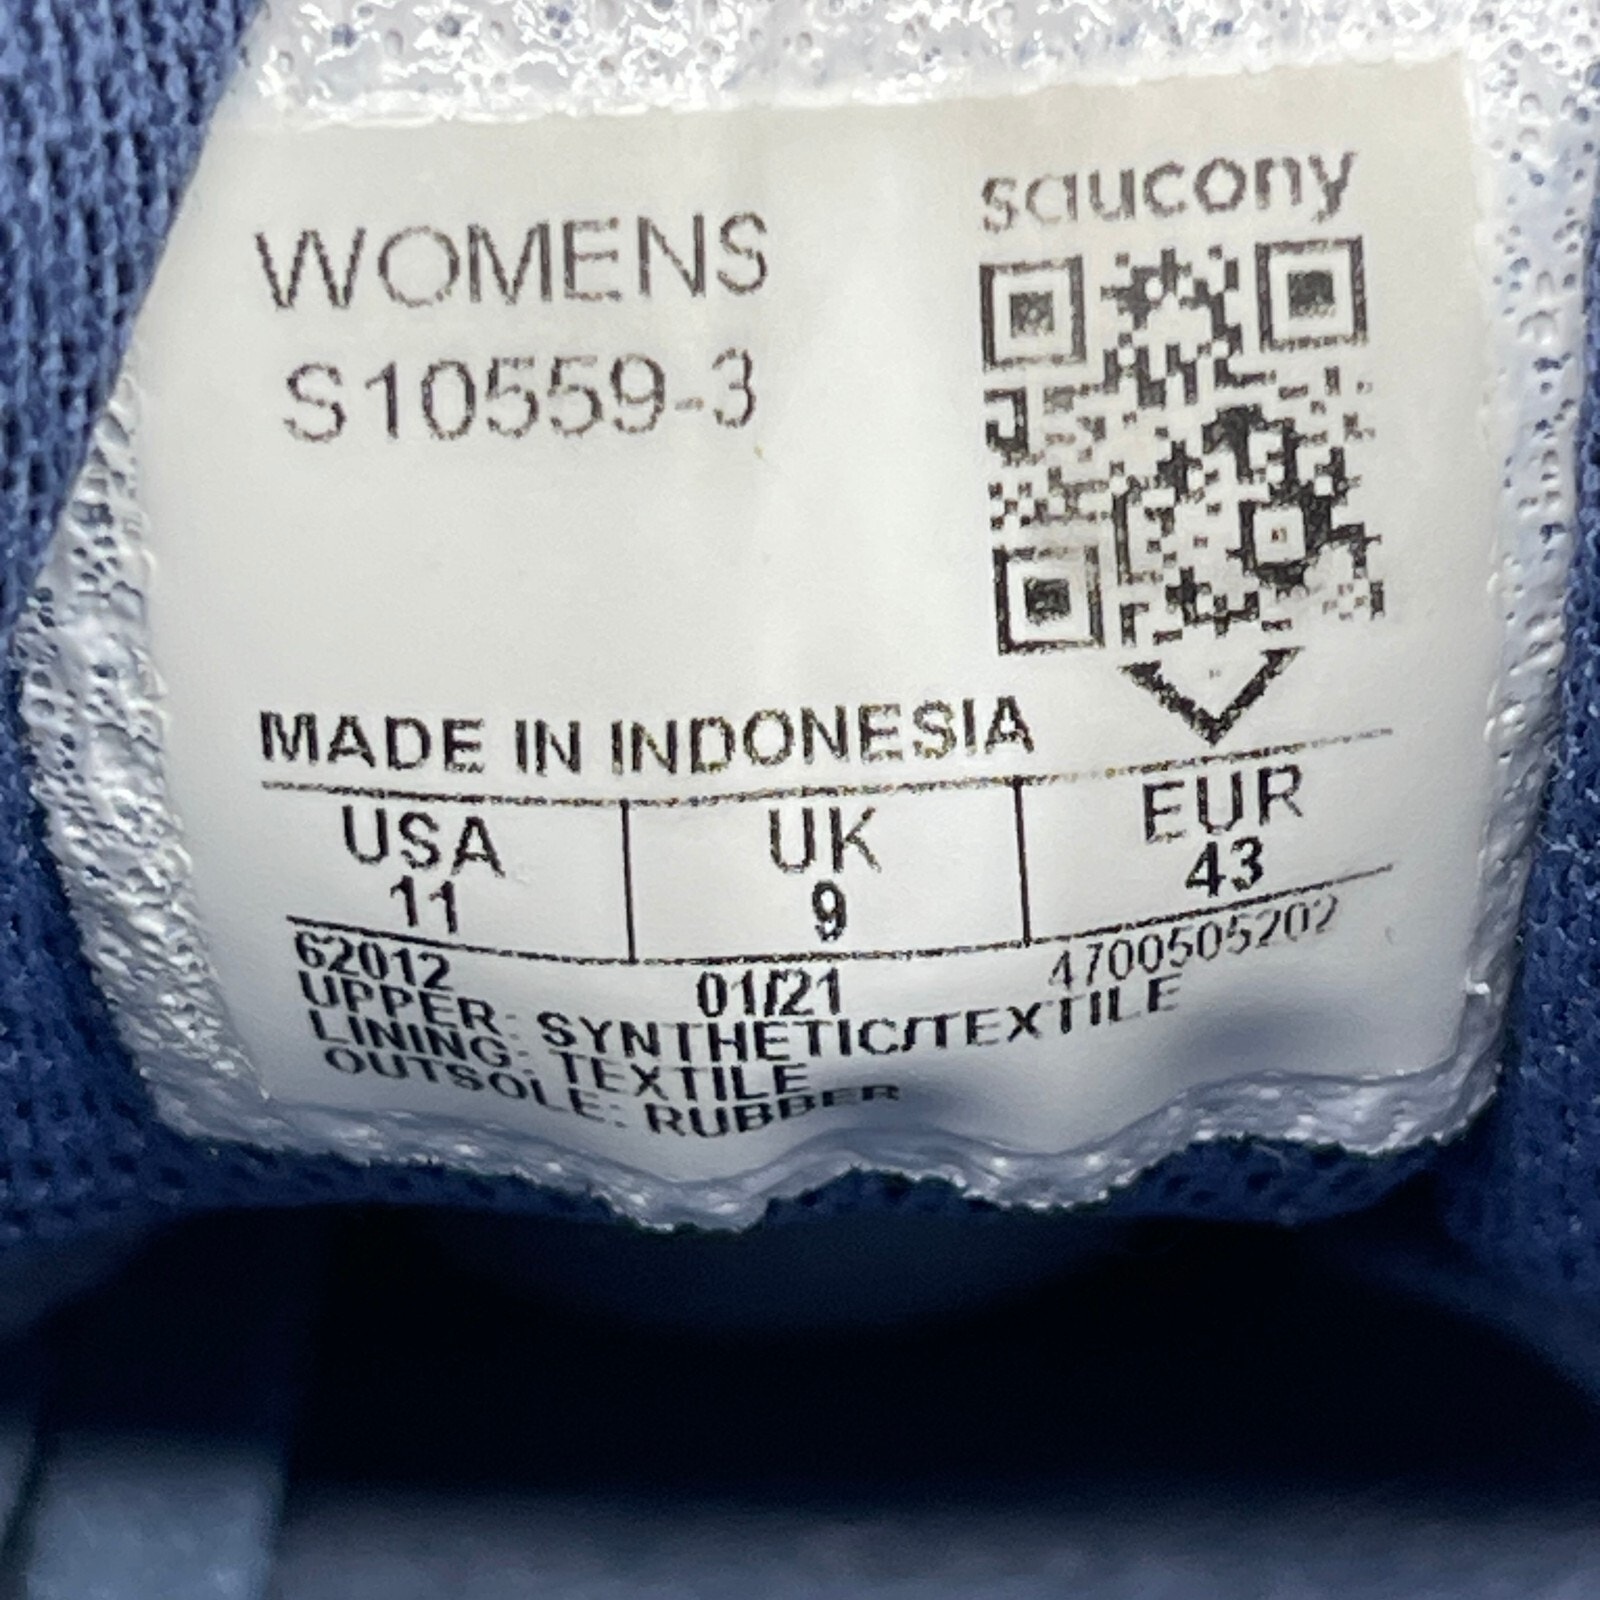 saucony
WOMENS
S10559-3
MADE IN INDONESIA
USA UK EUR
11 9 43
62012 01/21 4700505202
UPPER: SYNTHETIC/TEXTILE
LINING: TEXTILE
OUTSOLE: RUBBER